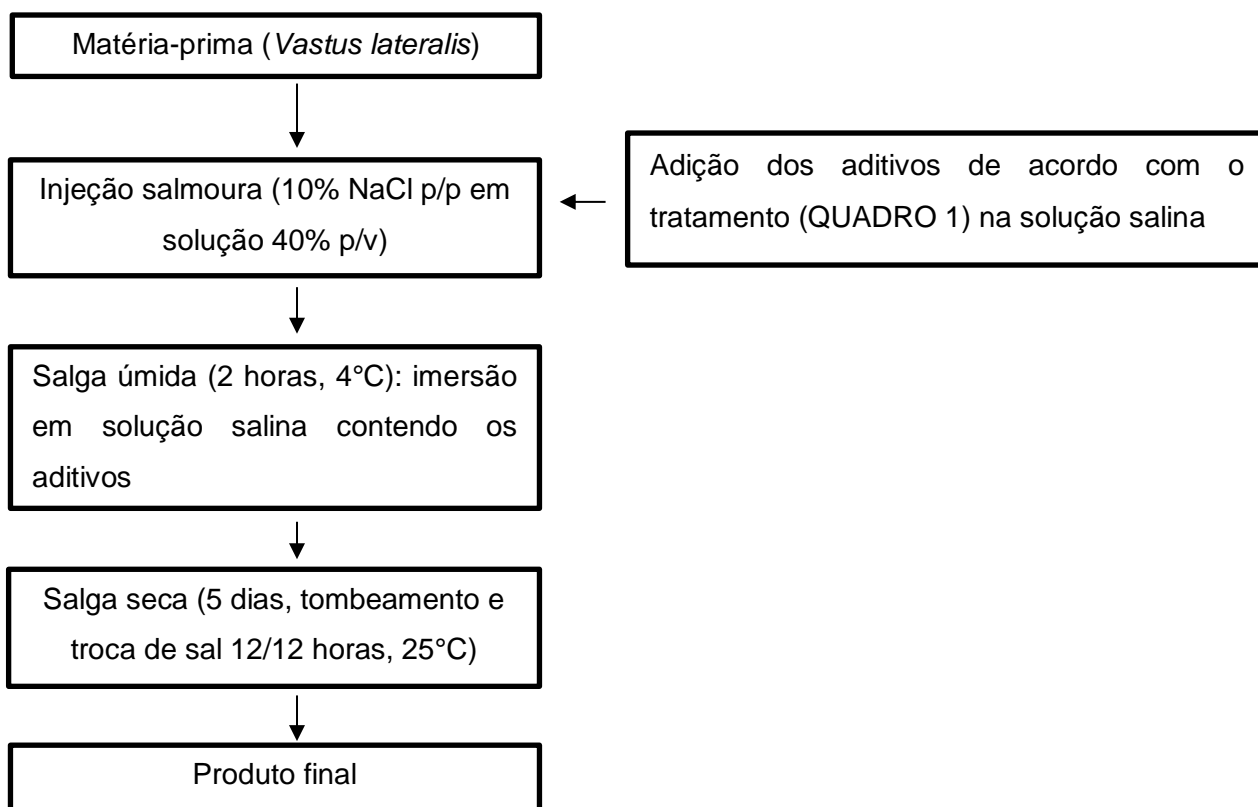 Matéria-prima (Vastus lateralis)
Injeção salmoura (10% NaCl p/p em
solução 40% p/v)
Adição dos aditivos de acordo com o
tratamento (QUADRO 1) na solução salina
Salga úmida (2 horas, 4°C): imersão
em solução salina contendo os
aditivos
Salga seca (5 dias, tombeamento e
troca de sal 12/12 horas, 25°C)
Produto final